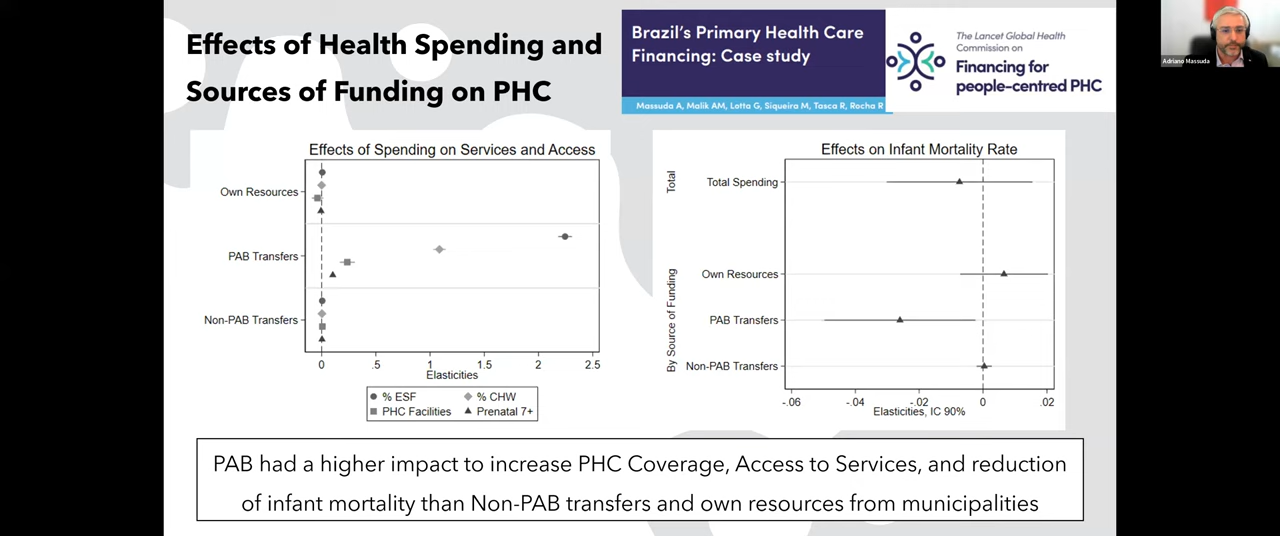 Effects of Health Spending and
Sources of Funding on PHC
Brazil's Primary Health Care
Financing: Case study
Massuda A, Malik AM, Lotta G, Siqueira M, Tasca R, Rocha R
The Lancet Global Health
Commission on
Financing for
people-centred PHC
Adriano Massuda
Effects of Spending on Services and Access
Own Resources
PAB Transfers
Non-PAB Transfers
0 .5 1 1.5 2 2.5
Elasticities
% ESF % CHW
PHC Facilities Prenatal 7+
Effects on Infant Mortality Rate
Total
Total Spending
By Source of Funding
Own Resources
PAB Transfers
Non-PAB Transfers
-.06 -.04 -.02 0 .02
Elasticities, IC 90%
PAB had a higher impact to increase PHC Coverage, Access to Services, and reduction
of infant mortality than Non-PAB transfers and own resources from municipalities